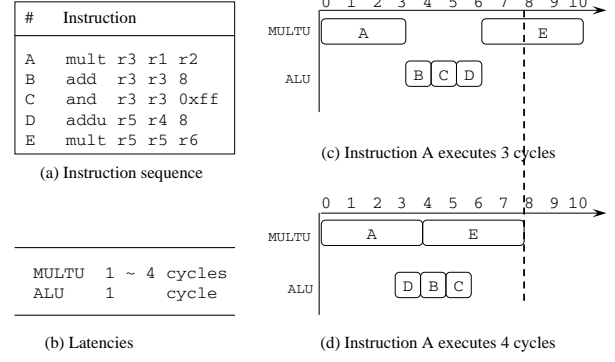 # Instruction
A mult r3 r1 r2
B add r3 r3 8
C and r3 r3 0xff
D addu r5 r4 8
E mult r5 r5 r6
(a) Instruction sequence
MULTU 1 ~ 4 cycles
ALU 1 cycle
(b) Latencies
0 1 2 3 4 5 6 7 8 9 10
MULTU A E
ALU B C D
(c) Instruction A executes 3 cycles
0 1 2 3 4 5 6 7 8 9 10
MULTU A E
ALU D B C
(d) Instruction A executes 4 cycles